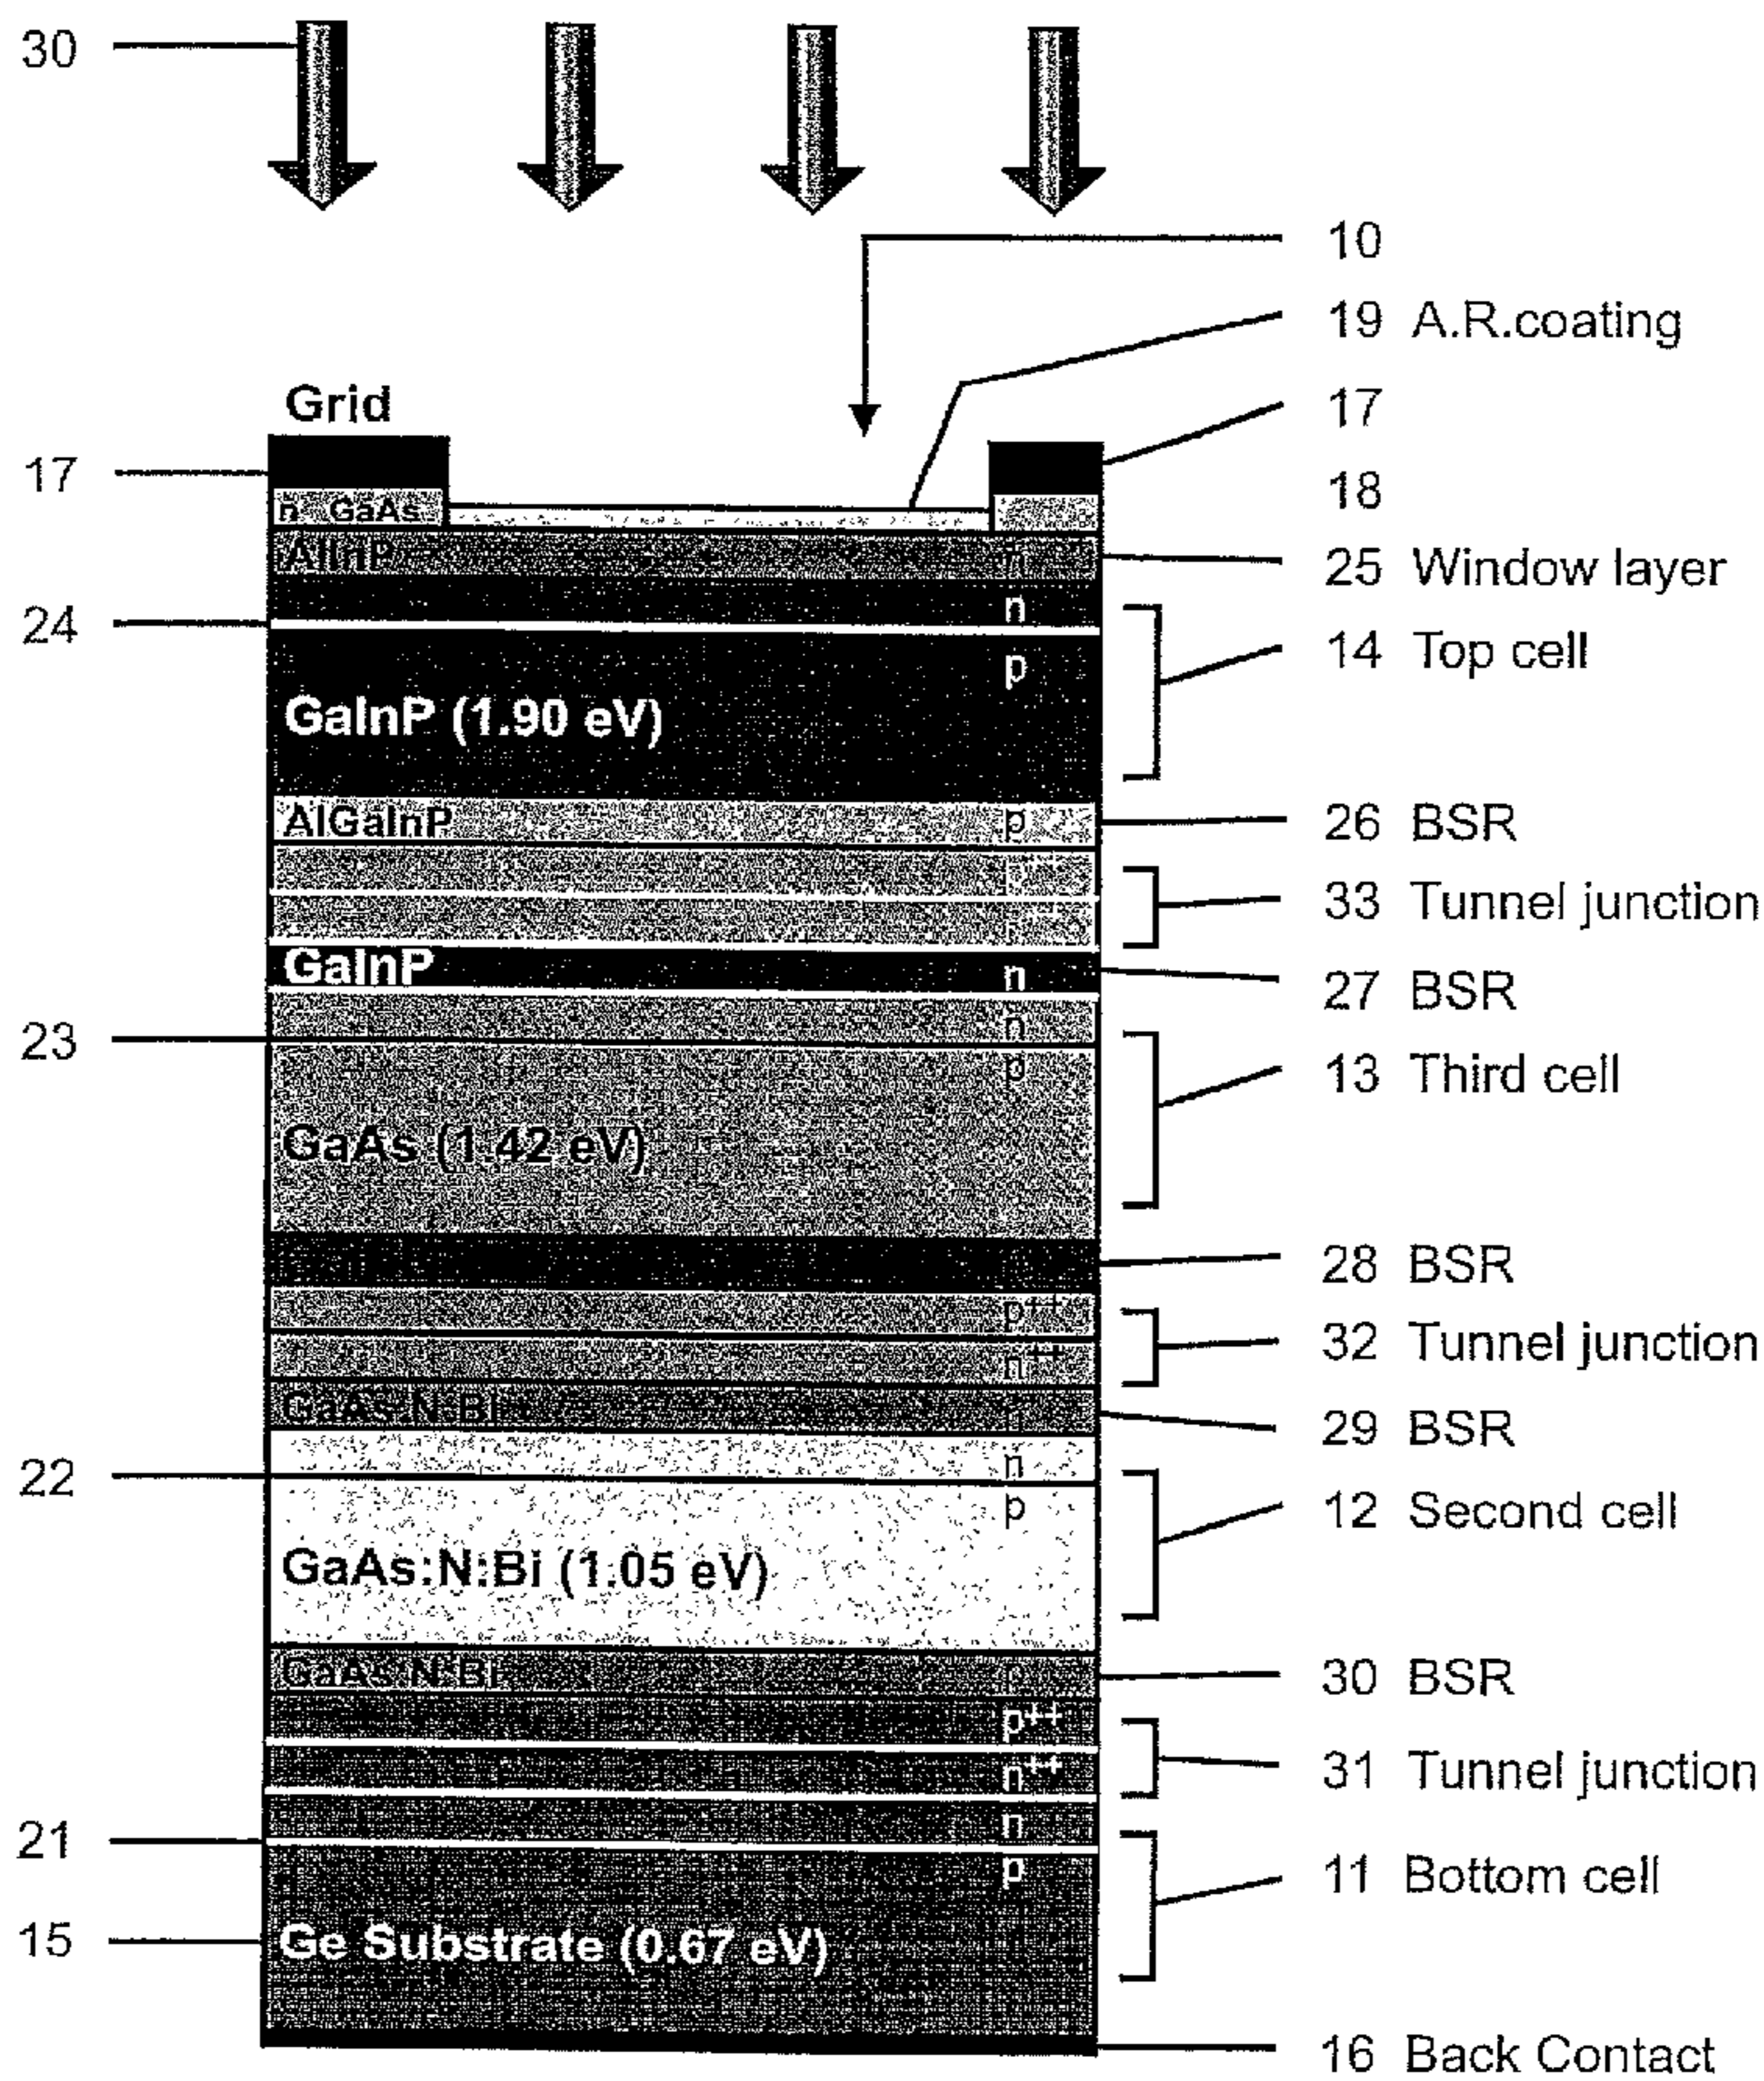 30
10
19 A.R.coating
Grid
17
17
18
n GaAs
AlInP n
25 Window layer
n
24
p
14 Top cell
GaInP (1.90 eV)
AlGaInP p
26 BSR
33 Tunnel junction
GaInP n
27 BSR
n
23
p
13 Third cell
GaAs (1.42 eV)
28 BSR
p++
32 Tunnel junction
n++
GaAs:N:Bi
29 BSR
n
22
p
12 Second cell
GaAs:N:Bi (1.05 eV)
GaAs:N:Bi p
30 BSR
p++
31 Tunnel junction
n++
n
21
p
11 Bottom cell
15
Ge Substrate (0.67 eV)
16 Back Contact